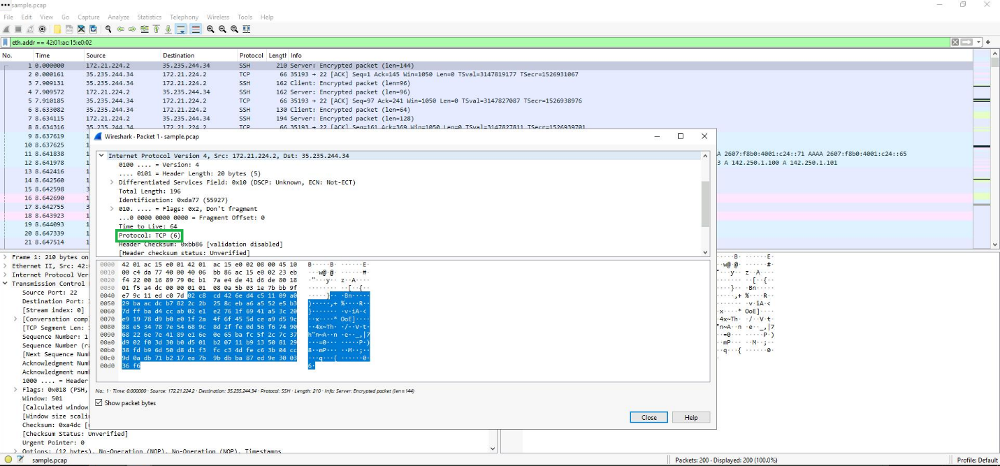 sample.pcap
File Edit View Go Capture Analyze Statistics Telephony Wireless Tools Help
eth.addr == 42:01:ac:15:e0:02
No. Time Source Destination Protocol Length Info
1 0.000000 172.21.224.2 35.235.244.34 SSH 210 Server: Encrypted packet (len=144)
2 0.000161 35.235.244.34 172.21.224.2 TCP 66 35193 → 22 [ACK] Seq=1 Ack=145 Win=1050 Len=0 TSval=3147819177 TSecr=1526931067
3 7.909131 35.235.244.34 172.21.224.2 SSH 162 Client: Encrypted packet (len=96)
4 7.909572 172.21.224.2 35.235.244.34 SSH 162 Server: Encrypted packet (len=96)
5 7.910185 35.235.244.34 172.21.224.2 TCP 66 35193 → 22 [ACK] Seq=97 Ack=241 Win=1050 Len=0 TSval=3147827087 TSecr=1526938976
6 8.633082 35.235.244.34 172.21.224.2 SSH 130 Client: Encrypted packet (len=64)
7 8.634115 172.21.224.2 35.235.244.34 SSH 194 Server: Encrypted packet (len=128)
8 8.634316 35.235.244.34 172.21.224.2 TCP 66 35193 → 22 [ACK] Seq=161 Ack=369 Win=1050 Len=0 TSval=3147827811 TSecr=1526939701
9 8.637619 1
10 8.637625 1
11 8.641838 1 A 2607:f8b0:4001:c24::71 AAAA 2607:f8b0:4001:c24::65
12 8.641978 1 3 A 142.250.1.100 A 142.250.1.101
13 8.642416 1
14 8.642560 1
15 8.642598 3
16 8.642690 1
17 8.642755 3
18 8.643923 1
19 8.644093 1
20 8.647339 1
21 8.647514 1
Wireshark · Packet 1 · sample.pcap
Internet Protocol Version 4, Src: 172.21.224.2, Dst: 35.235.244.34
0100 .... = Version: 4
.... 0101 = Header Length: 20 bytes (5)
Differentiated Services Field: 0x10 (DSCP: Unknown, ECN: Not-ECT)
Total Length: 196
Identification: 0xda77 (55927)
010. .... = Flags: 0x2, Don't fragment
...0 0000 0000 0000 = Fragment Offset: 0
Time to Live: 64
Protocol: TCP (6)
Header Checksum: 0xbb86 [validation disabled]
[Header checksum status: Unverified]
0000 42 01 ac 15 e0 01 42 01 ac 15 e0 02 08 00 45 10 B·····B· ······E·
0010 00 c4 da 77 40 00 40 06 bb 86 ac 15 e0 02 23 eb ···w@·@· ······#·
0020 f4 22 00 16 89 79 0c b1 7a e4 de 41 d6 de 80 18 ·"···y·· z··A····
0030 01 f5 a4 dc 00 00 01 01 08 0a 5b 03 1e 7b bb 9f ········ ··[··{··
0040 e7 9c 11 ed c0 7d 02 c8 cd 42 6e d4 c5 11 09 a0 ·····}·· ·Bn·····
0050 29 ba ac dc b7 82 2c 2b 25 8c eb a6 a5 52 e5 b3 )·····,+ %····R··
0060 7d ff ba d4 cc ab 02 e1 e2 76 1f 69 41 a5 3c 20 }······· ·v·iA·<
0070 e9 19 78 d9 b0 e0 1f 2a 4f 6f 45 5d ce a9 d5 9c ··x····* OoE]····
0080 88 e5 34 78 7e 54 68 9c 8d 2f fe 0d 56 f6 74 90 ··4x~Th· ·/··V·t·
0090 68 22 6e 7e 41 89 e1 6e 0e 65 ba fc 5f 2c 7c 37 h"n~A··n ·e··_,|7
00a0 d9 02 f0 3d 30 b0 d5 01 b2 07 11 b9 13 50 81 29 ···=0··· ·····P·)
00b0 38 fd b9 6d 50 d8 d1 f3 fc c3 4d fe c6 3b 04 cc 8··mP··· ··M··;··
00c0 9d 0a db 71 b2 17 ea 7b 9b db ba 87 ed 9e 30 03 ···q···{ ······0·
00d0 36 f6 6·
No.: 1 · Time: 0.000000 · Source: 172.21.224.2 · Destination: 35.235.244.34 · Protocol: SSH · Length: 210 · Info: Server: Encrypted packet (len=144)
Show packet bytes
Close Help
Frame 1: 210 bytes on
Ethernet II, Src: 42:
Internet Protocol Ver
Transmission Control
Source Port: 22
Destination Port:
[Stream index: 0]
[Conversation comp
[TCP Segment Len:
Sequence Number: 1
Sequence Number (ra
[Next Sequence Num
Acknowledgment Num
Acknowledgment num
1000 .... = Header
Flags: 0x018 (PSH,
Window: 501
[Calculated window
[Window size scali
Checksum: 0xa4dc [
[Checksum Status: Unverified]
Urgent Pointer: 0
Options: (12 bytes), No-Operation (NOP), No-Operation (NOP), Timestamps
sample.pcap Packets: 200 · Displayed: 200 (100.0%) Profile: Default